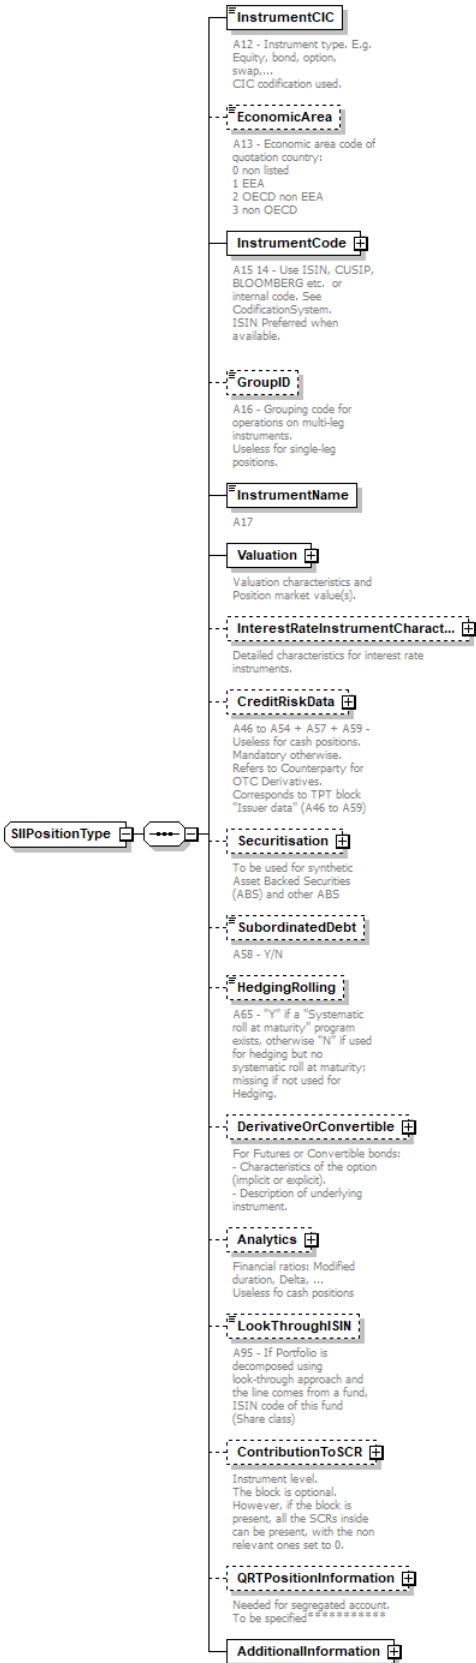 InstrumentCIC
A12 - Instrument type. E.g.
Equity, bond, option,
swap,...
CIC codification used.
EconomicArea
A13 - Economic area code of
quotation country:
0 non listed
1 EEA
2 OECD non EEA
3 non OECD
InstrumentCode
A15 14 - Use ISIN, CUSIP,
BLOOMBERG etc. or
internal code. See
CodificationSystem.
ISIN Preferred when
available.
GroupID
A16 - Grouping code for
operations on multi-leg
instruments.
Useless for single-leg
positions.
InstrumentName
A17
Valuation
Valuation characteristics and
Position market value(s).
InterestRateInstrumentCharact...
Detailed characteristics for interest rate
instruments.
CreditRiskData
A46 to A54 + A57 + A59 -
Useless for cash positions.
Mandatory otherwise.
Refers to Counterparty for
OTC Derivatives.
Corresponds to TPT block
"Issuer data" (A46 to A59)
SIIPositionType
Securitisation
To be used for synthetic
Asset Backed Securities
(ABS) and other ABS
SubordinatedDebt
A58 - Y/N
HedgingRolling
A65 - "Y" if a "Systematic
roll at maturity" program
exists, otherwise "N" if used
for hedging but no
systematic roll at maturity;
missing if not used for
Hedging.
DerivativeOrConvertible
For Futures or Convertible bonds:
- Characteristics of the option
(implicit or explicit).
- Description of underlying
instrument.
Analytics
Financial ratios: Modified
duration, Delta, ...
Useless fo cash positions
LookThroughISIN
A95 - If Portfolio is
decomposed using
look-through approach and
the line comes from a fund,
ISIN code of this fund
(Share class)
ContributionToSCR
Instrument level.
The block is optional.
However, if the block is
present, all the SCRs inside
can be present, with the non
relevant ones set to 0.
QRTPositionInformation
Needed for segregated account.
To be specified***********
AdditionalInformation